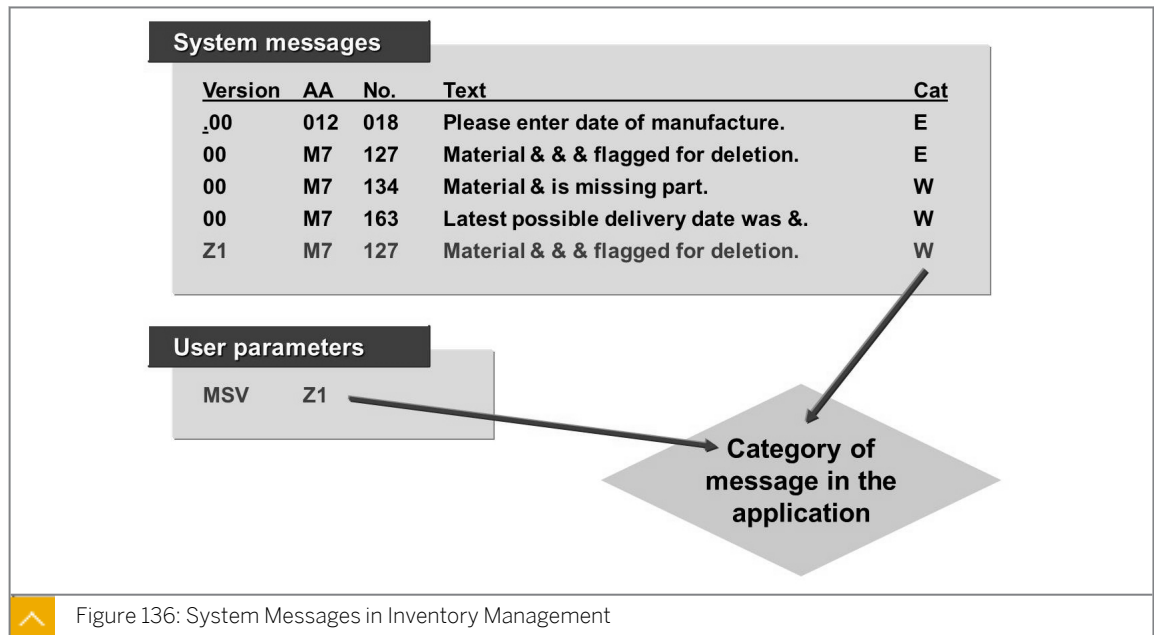 System messages
Version AA No. Text Cat
.00 012 018 Please enter date of manufacture. E
00 M7 127 Material & & & flagged for deletion. E
00 M7 134 Material & is missing part. W
00 M7 163 Latest possible delivery date was &. W
Z1 M7 127 Material & & & flagged for deletion. W
User parameters
MSV Z1
Category of
message in the
application
Figure 136: System Messages in Inventory Management